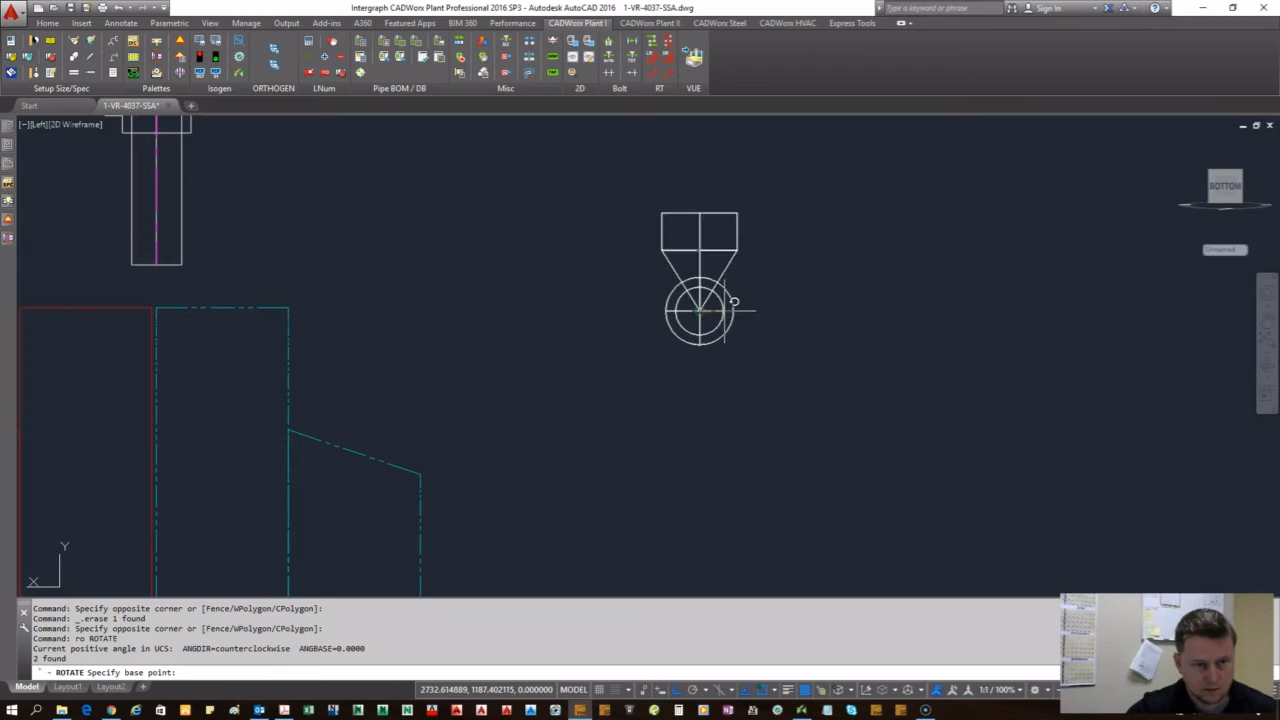 Intergraph CADWorx Plant Professional 2016 SP3 - Autodesk AutoCAD 2016 1-VR-4037-SSA.dwg
Type a keyword or phrase
Sign In
Home Insert Annotate Parametric View Manage Output Add-ins A360 Featured Apps BIM 360 Performance CADWorx Plant I CADWorx Plant II CADWorx Steel CADWorx HVAC Express Tools
Setup Size/Spec Palettes Isogen ORTHOGEN LNum Pipe BOM / DB Misc 2D Bolt RT VUE
Start 1-VR-4037-SSA*
[−][Left][2D Wireframe]
BOTTOM
Unnamed
Y
X
Command: Specify opposite corner or [Fence/WPolygon/CPolygon]:
Command: _.erase 1 found
Command: Specify opposite corner or [Fence/WPolygon/CPolygon]:
Command: ro ROTATE
Current positive angle in UCS: ANGDIR=counterclockwise ANGBASE=0.0000
2 found
- ROTATE Specify base point:
Model Layout1 Layout2 +
2732.614889, 1187.402115, 0.000000 MODEL
1:1 / 100%